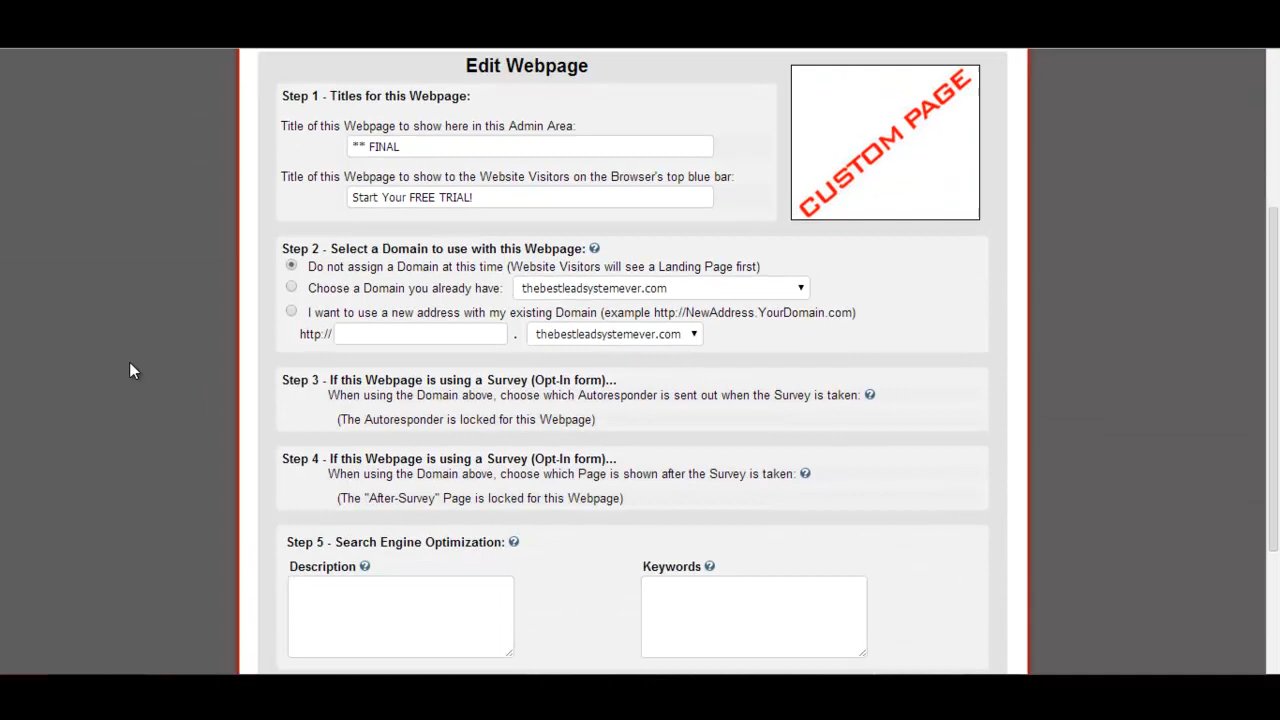 Edit Webpage
CUSTOM PAGE
Step 1 - Titles for this Webpage:
Title of this Webpage to show here in this Admin Area:
** FINAL
Title of this Webpage to show to the Website Visitors on the Browser's top blue bar:
Start Your FREE TRIAL!
Step 2 - Select a Domain to use with this Webpage:
Do not assign a Domain at this time (Website Visitors will see a Landing Page first)
Choose a Domain you already have: thebestleadsystemever.com
I want to use a new address with my existing Domain (example http://NewAddress.YourDomain.com)
http:// . thebestleadsystemever.com
Step 3 - If this Webpage is using a Survey (Opt-In form)...
When using the Domain above, choose which Autoresponder is sent out when the Survey is taken:
(The Autoresponder is locked for this Webpage)
Step 4 - If this Webpage is using a Survey (Opt-In form)...
When using the Domain above, choose which Page is shown after the Survey is taken:
(The "After-Survey" Page is locked for this Webpage)
Step 5 - Search Engine Optimization:
Description Keywords